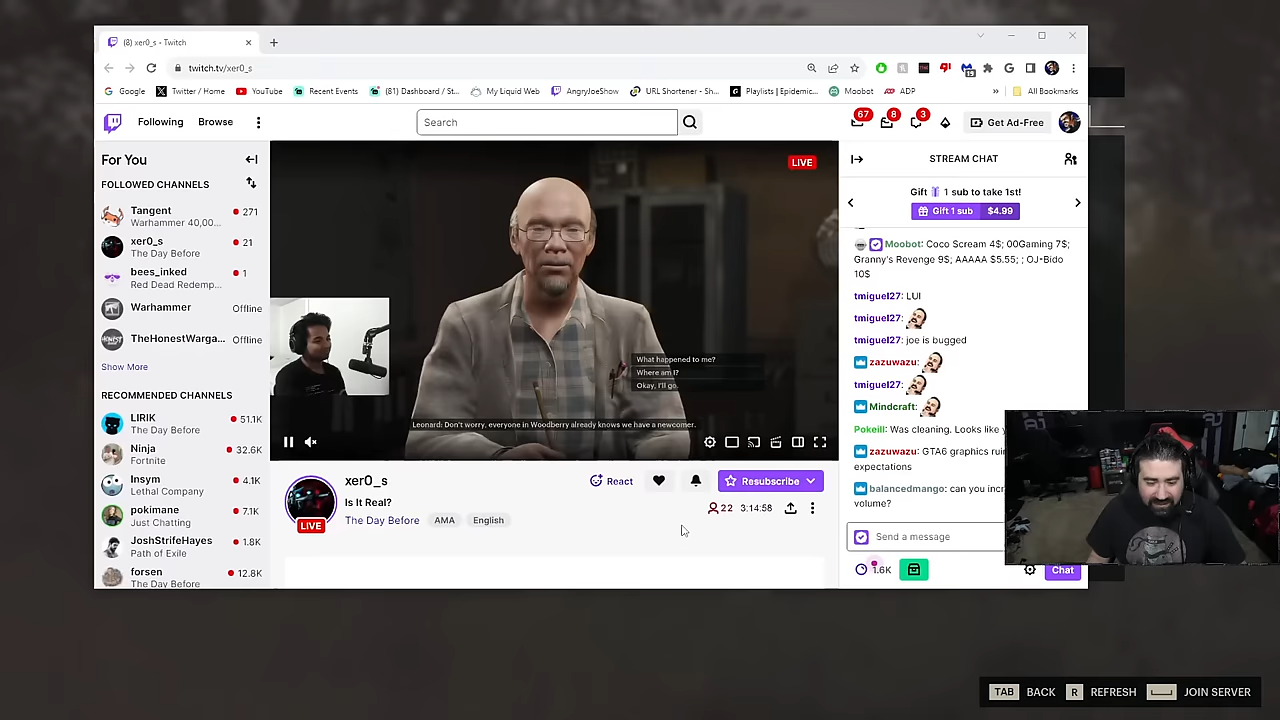 (8) xer0_s - Twitch
twitch.tv/xer0_s
15
Google
Twitter / Home
YouTube
Recent Events
(81) Dashboard / St...
My Liquid Web
AngryJoeShow
URL Shortener - Sh...
Playlists | Epidemic...
Moobot
ADP
»
All Bookmarks
Following
Browse
Search
67
8
3
Get Ad-Free
For You
FOLLOWED CHANNELS
Tangent
271
Warhammer 40,00...
xer0_s
21
The Day Before
bees_inked
1
Red Dead Redemp...
Warhammer
Offline
TheHonestWarga...
Offline
Show More
RECOMMENDED CHANNELS
LIRIK
51.1K
The Day Before
Ninja
32.6K
Fortnite
Insym
4.1K
Lethal Company
pokimane
7.1K
Just Chatting
JoshStrifeHayes
1.8K
Path of Exile
forsen
12.8K
The Day Before
LIVE
What happened to me?
Where am I?
Okay, I'll go.
Leonard: Don't worry, everyone in Woodberry already knows we have a newcomer.
xer0_s
Is It Real?
LIVE
The Day Before
AMA
English
React
Resubscribe
22
3:14:58
STREAM CHAT
Gift 1 sub to take 1st!
Gift 1 sub
$4.99
Moobot: Coco Scream 4$; 00Gaming 7$;
Granny's Revenge 9$; AAAAA $5.55; ; OJ-Bido
10$
tmiguel27: LUI
tmiguel27:
tmiguel27: joe is bugged
zazuwazu:
tmiguel27:
Mindcraft:
Pokeill: Was cleaning. Looks like
zazuwazu: GTA6 graphics
expectations
balancedmango: can you
volume?
Send a message
1.6K
Chat
TAB BACK R REFRESH JOIN SERVER